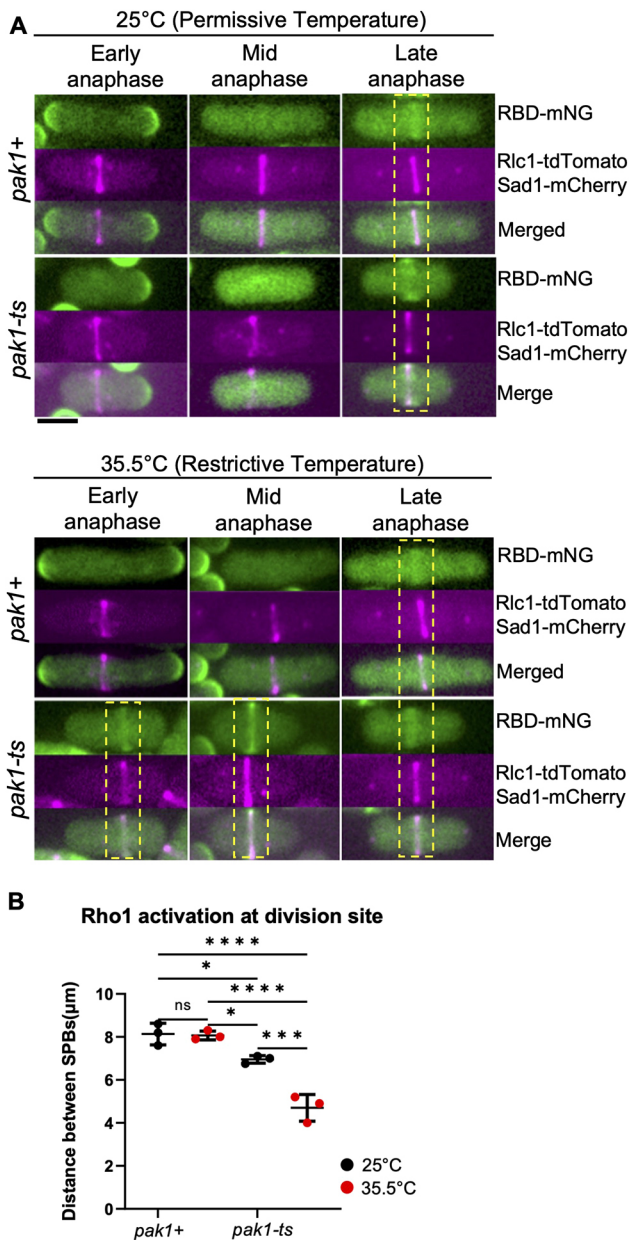 A
25°C (Permissive Temperature)
Early anaphase
Mid anaphase
Late anaphase
pak1+
RBD-mNG
Rlc1-tdTomato
Sad1-mCherry
Merged
pak1-ts
RBD-mNG
Rlc1-tdTomato
Sad1-mCherry
Merge
35.5°C (Restrictive Temperature)
Early anaphase
Mid anaphase
Late anaphase
pak1+
RBD-mNG
Rlc1-tdTomato
Sad1-mCherry
Merged
pak1-ts
RBD-mNG
Rlc1-tdTomato
Sad1-mCherry
Merge
B
Rho1 activation at division site
Distance between SPBs(μm)
10
8
6
4
2
0
****
*
****
ns
*
***
pak1+
pak1-ts
25°C
35.5°C